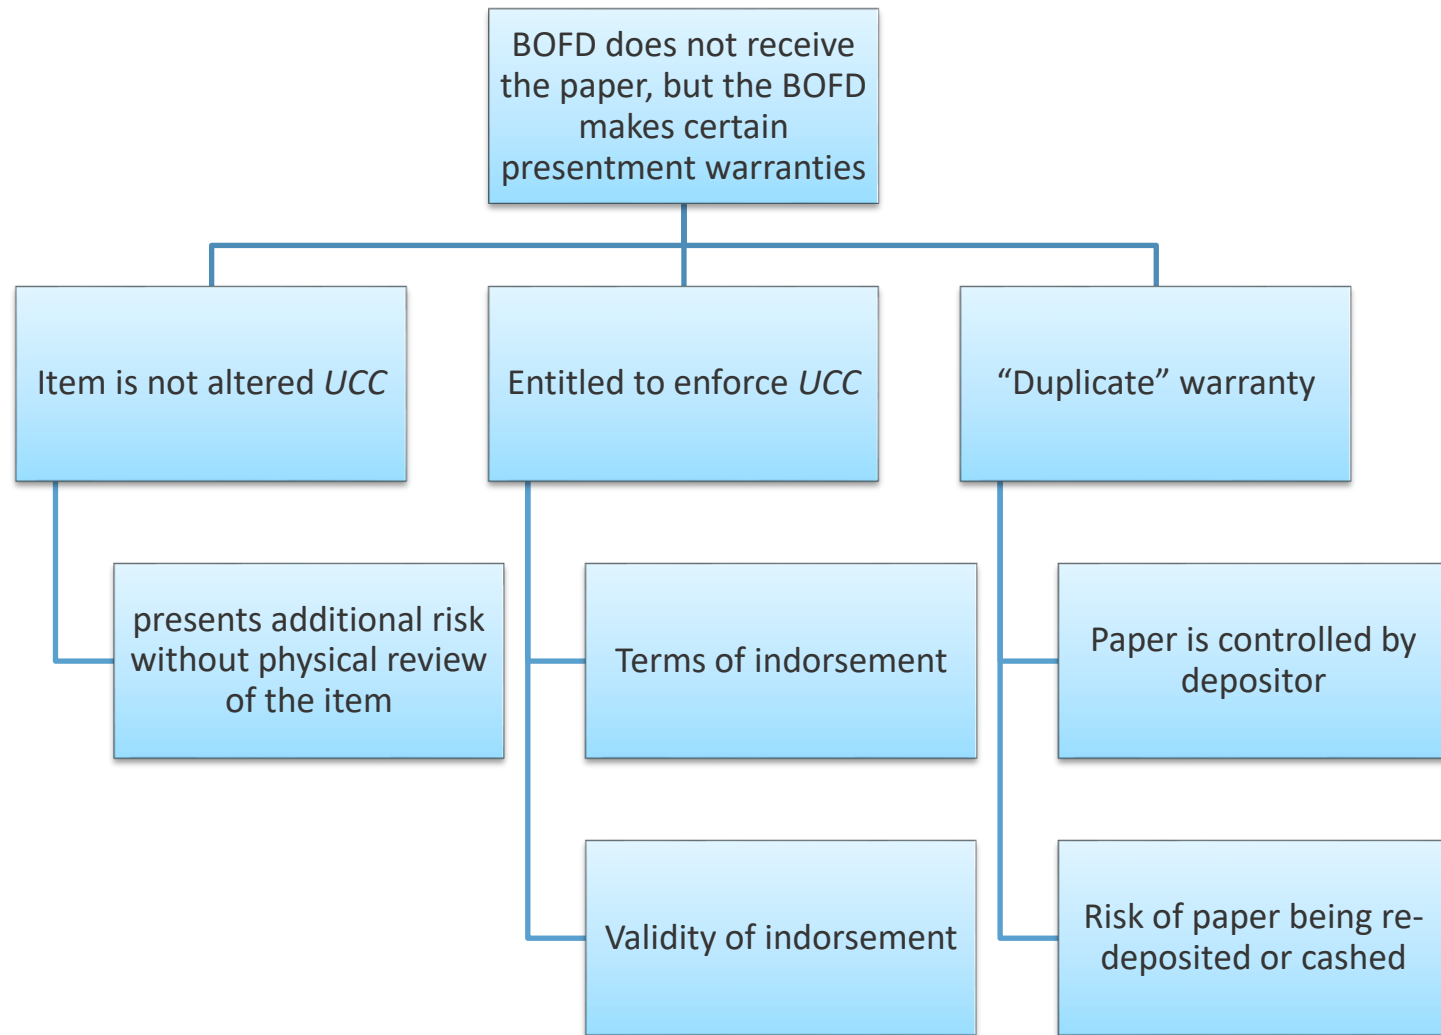 BOFD does not receive
the paper, but the BOFD
makes certain
presentment warranties
Item is not altered UCC
Entitled to enforce UCC
“Duplicate” warranty
presents additional risk
without physical review
of the item
Terms of indorsement
Paper is controlled by
depositor
Validity of indorsement
Risk of paper being re-
deposited or cashed